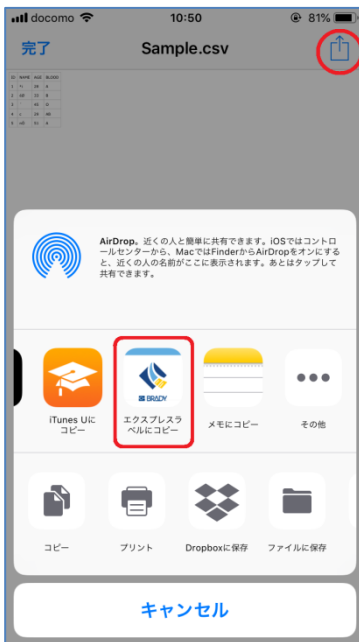 docomo 10:50 81%
完了 Sample.csv
ID NAME AGE BLOOD
AirDrop。近くの人と簡単に共有できます。iOSではコントロ
ールセンターから、MacではFinderからAirDropをオンにする
と、近くの人の名前がここに表示されます。あとはタップして
共有できます。
BRADY
iTunes Uに
コピー
エクスプレスラ
ベルにコピー
メモにコピー
その他
コピー
プリント
Dropboxに保存
ファイルに保存
キャンセル